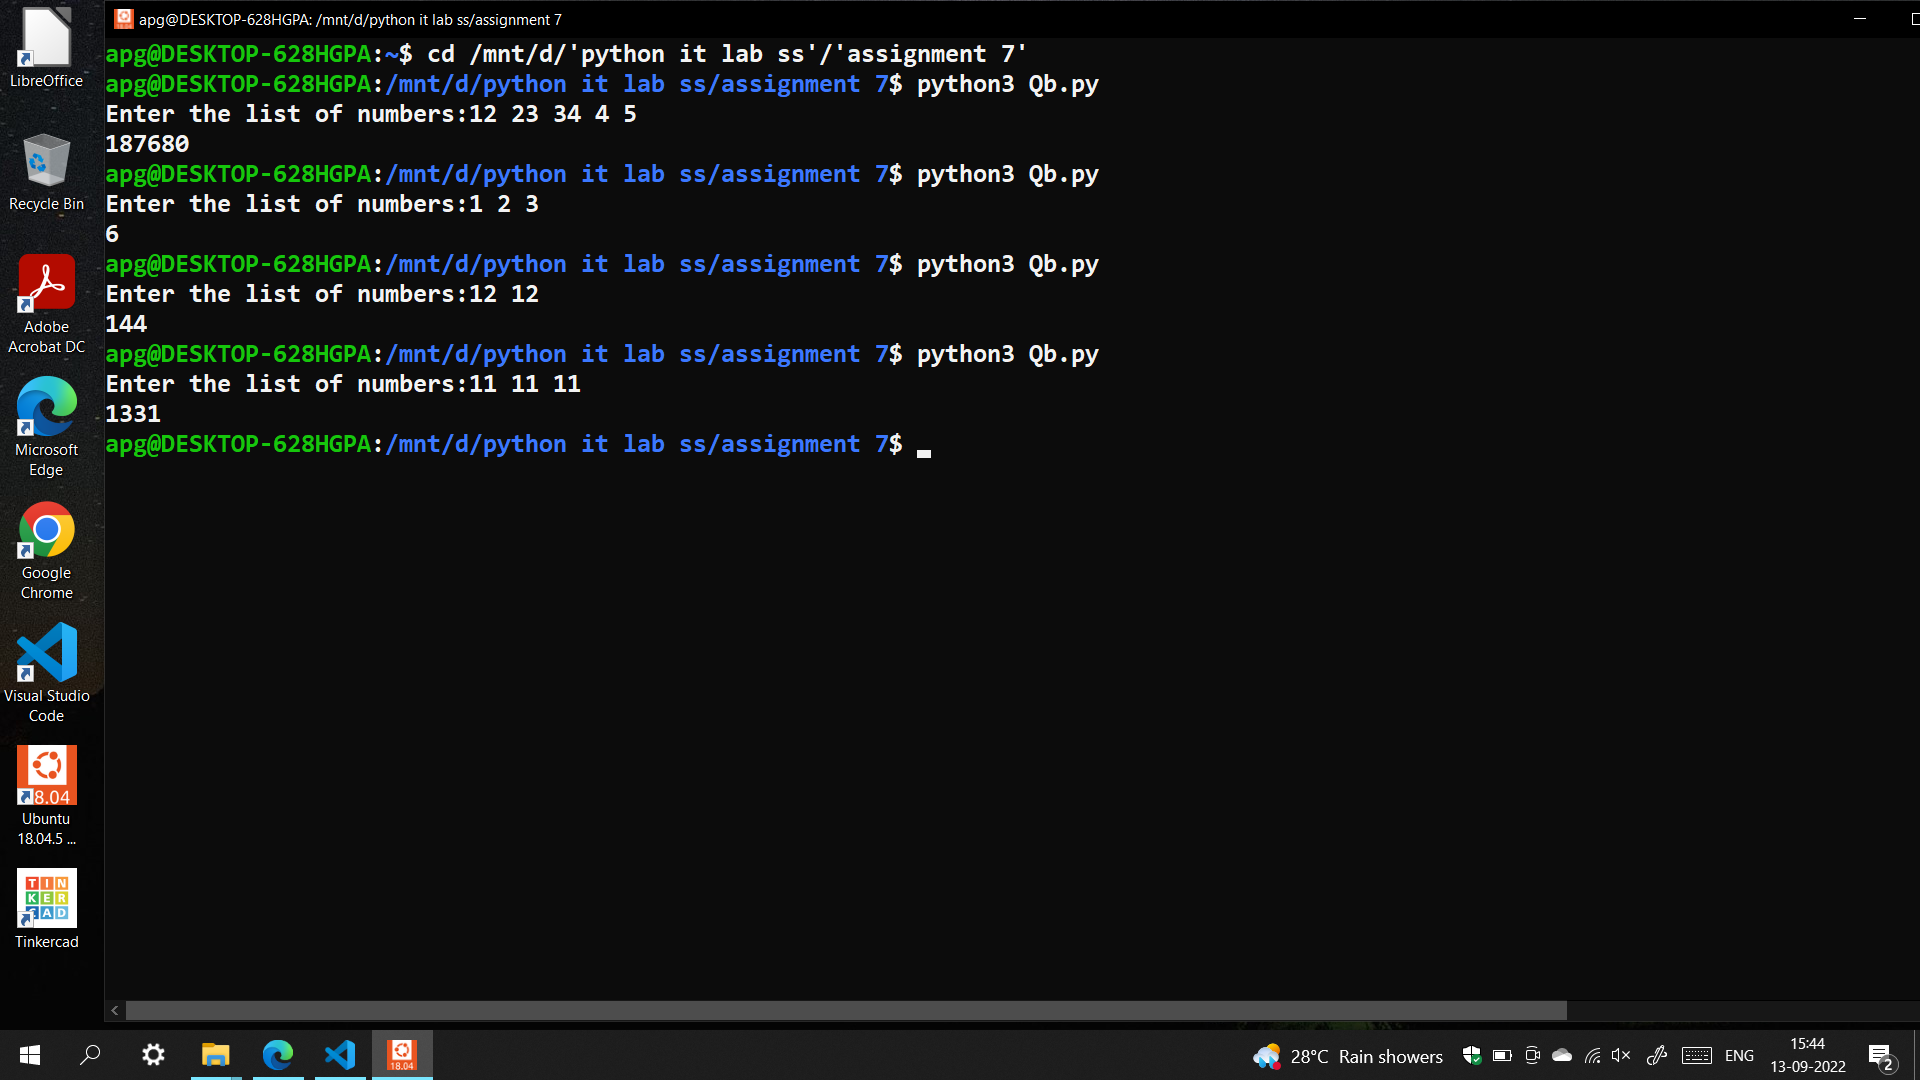 apg@DESKTOP-628HGPA: /mnt/d/python it lab ss/assignment 7
apg@DESKTOP-628HGPA:~$ cd /mnt/d/'python it lab ss'/'assignment 7'
apg@DESKTOP-628HGPA:/mnt/d/python it lab ss/assignment 7$ python3 Qb.py
Enter the list of numbers:12 23 34 4 5
187680
apg@DESKTOP-628HGPA:/mnt/d/python it lab ss/assignment 7$ python3 Qb.py
Enter the list of numbers:1 2 3
6
apg@DESKTOP-628HGPA:/mnt/d/python it lab ss/assignment 7$ python3 Qb.py
Enter the list of numbers:12 12
144
apg@DESKTOP-628HGPA:/mnt/d/python it lab ss/assignment 7$ python3 Qb.py
Enter the list of numbers:11 11 11
1331
apg@DESKTOP-628HGPA:/mnt/d/python it lab ss/assignment 7$
LibreOffice
Recycle Bin
Adobe
Acrobat DC
Microsoft
Edge
Google
Chrome
Visual Studio
Code
8.04
Ubuntu
18.04.5 ...
TIN
KER
CAD
Tinkercad
18.04
28°C Rain showers
ENG
15:44
13-09-2022
2